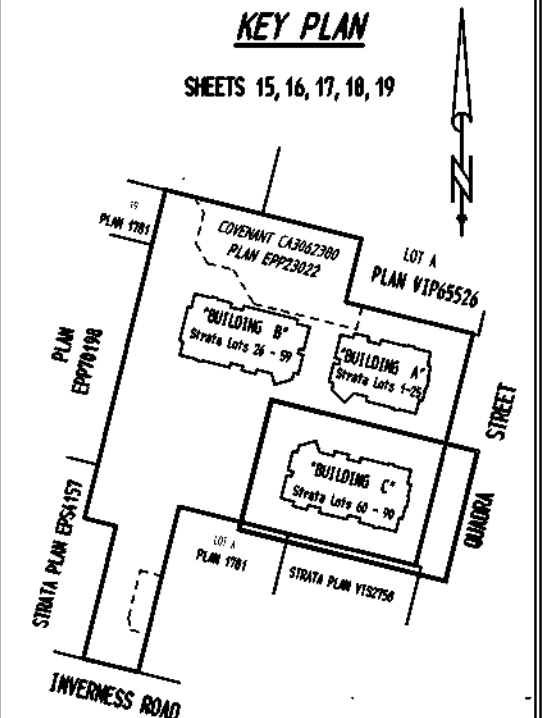 KEY PLAN
SHEETS 15, 16, 17, 18, 19
N
PLAN 1781
COVENANT CA3062380
PLAN EPP23022
LOT A
PLAN VIP65526
"BUILDING B"
Strata Lots 26 - 59
"BUILDING A"
Strata Lots 1-25
PLAN
EPP70198
STREET
QUADRA
"BUILDING C"
Strata Lots 60 - 90
STRATA PLAN EPS4157
LOT A
PLAN 1781
STRATA PLAN VIS2756
INVERNESS ROAD